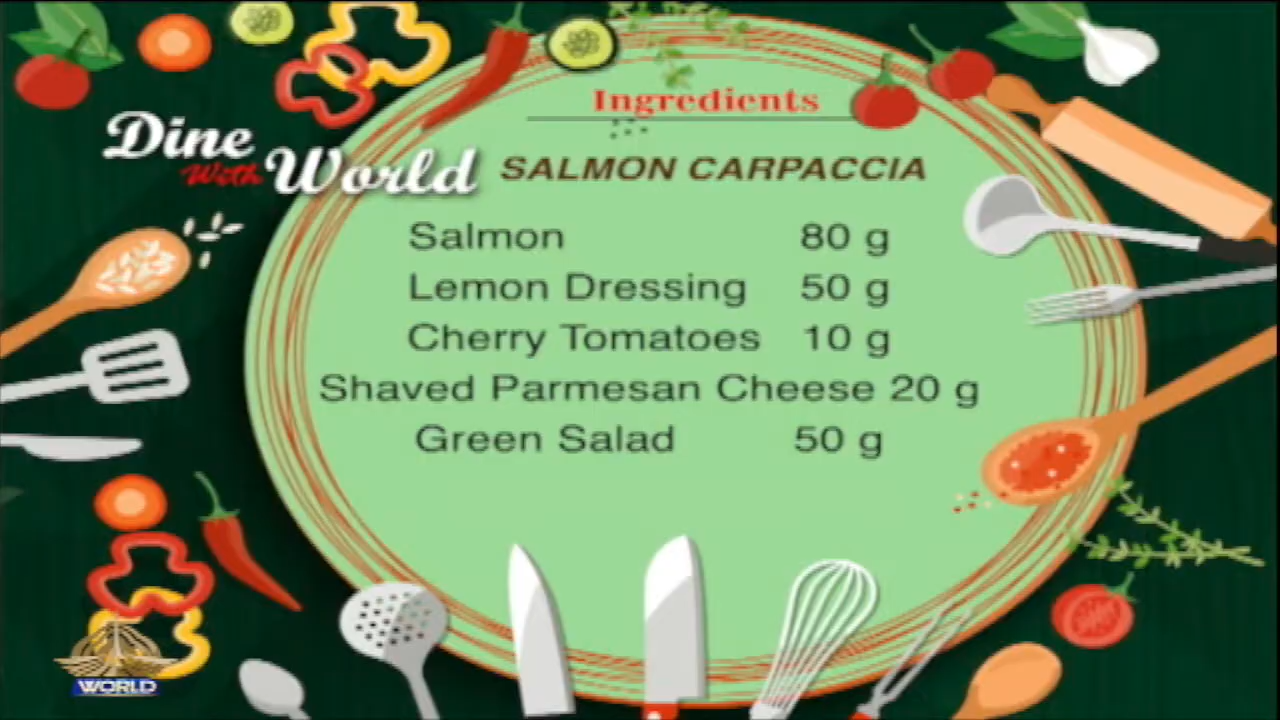 Ingredients
Dine
With World
SALMON CARPACCIA
Salmon 80 g
Lemon Dressing 50 g
Cherry Tomatoes 10 g
Shaved Parmesan Cheese 20 g
Green Salad 50 g
WORLD